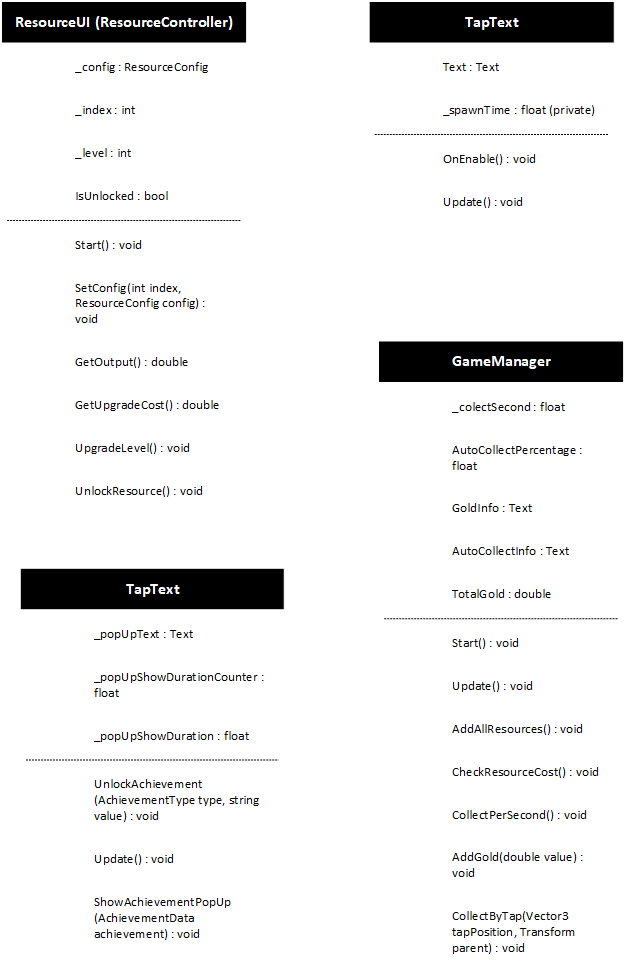 ResourceUI (ResourceController)
_config : ResourceConfig
_index : int
_level : int
IsUnlocked : bool
Start() : void
SetConfig(int index,
ResourceConfig config) :
void
GetOutput() : double
GetUpgradeCost() : double
UpgradeLevel() : void
UnlockResource() : void
TapText
Text : Text
_spawnTime : float (private)
OnEnable() : void
Update() : void
TapText
_popUpText : Text
_popUpShowDurationCounter :
float
_popUpShowDuration : float
UnlockAchievement
(AchievementType type, string
value) : void
Update() : void
ShowAchievementPopUp
(AchievementData
achievement) : void
GameManager
_colectSecond : float
AutoCollectPercentage :
float
GoldInfo : Text
AutoCollectInfo : Text
TotalGold : double
Start() : void
Update() : void
AddAllResources() : void
CheckResourceCost() : void
CollectPerSecond() : void
AddGold(double value) :
void
CollectByTap(Vector3
tapPosition, Transform
parent) : void